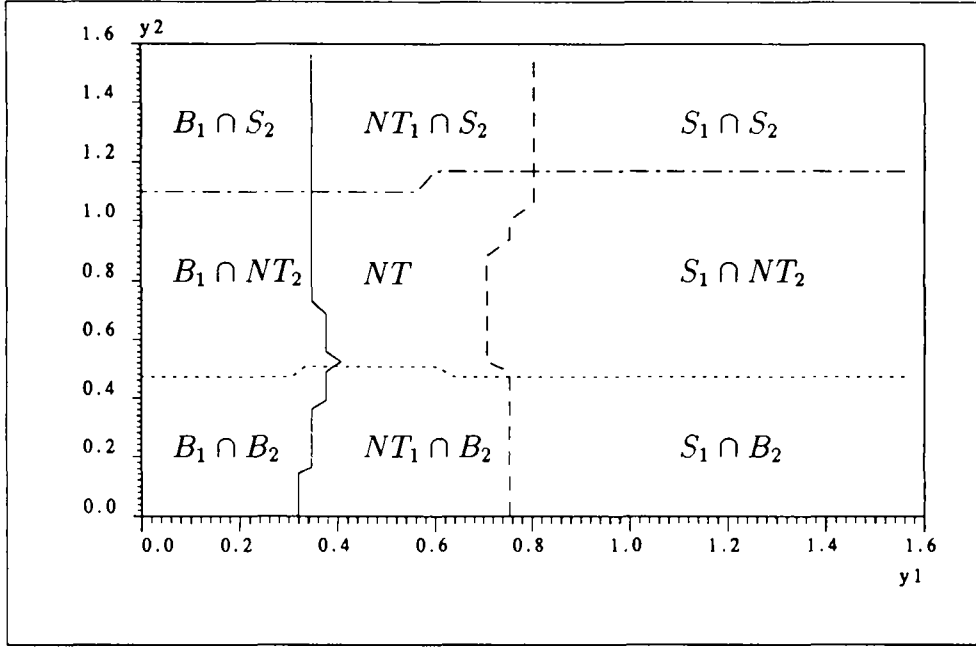 y2
1.6
1.4
B₁ ∩ S₂ NT₁ ∩ S₂ S₁ ∩ S₂
1.2
1.0
0.8
B₁ ∩ NT₂ NT S₁ ∩ NT₂
0.6
0.4
0.2
B₁ ∩ B₂ NT₁ ∩ B₂ S₁ ∩ B₂
0.0
0.0 0.2 0.4 0.6 0.8 1.0 1.2 1.4 1.6
y1